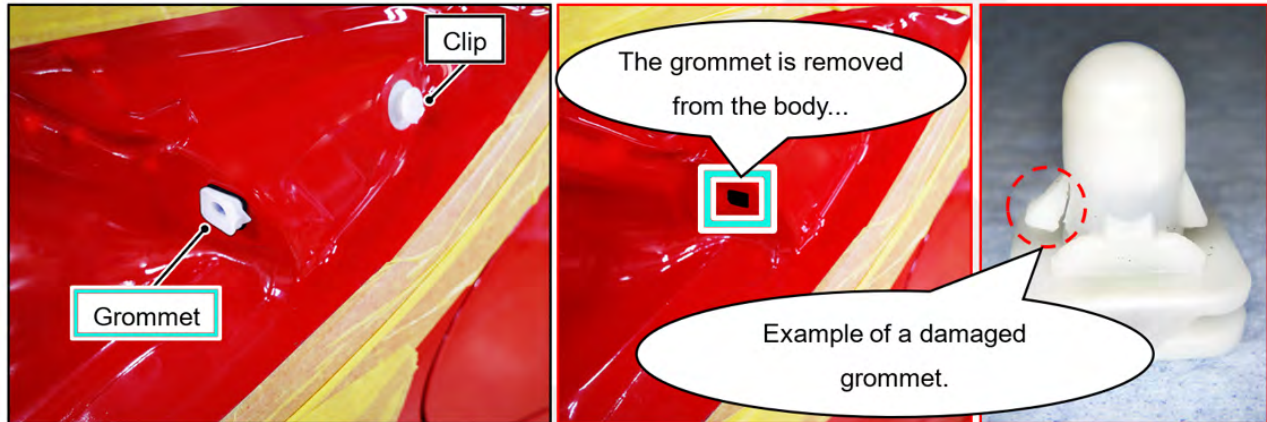 Clip
Grommet
The grommet is removed
from the body...
Example of a damaged
grommet.